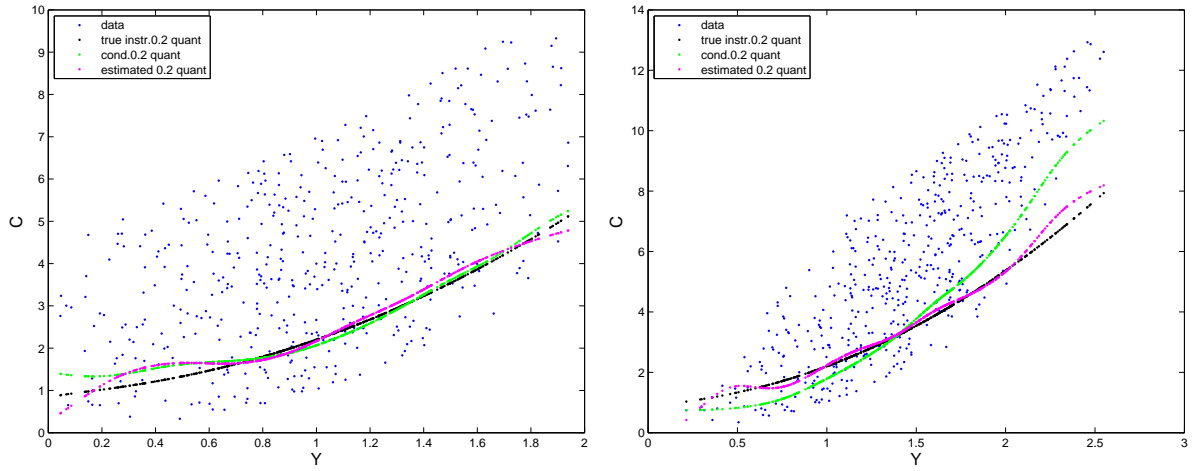 10
9
8
7
6
5
4
3
2
1
0
C
data
true instr.0.2 quant
cond.0.2 quant
estimated 0.2 quant
0 0.2 0.4 0.6 0.8 1 1.2 1.4 1.6 1.8 2
Y
14
12
10
8
6
4
2
0
C
data
true instr.0.2 quant
cond.0.2 quant
estimated 0.2 quant
0 0.5 1 1.5 2 2.5 3
Y